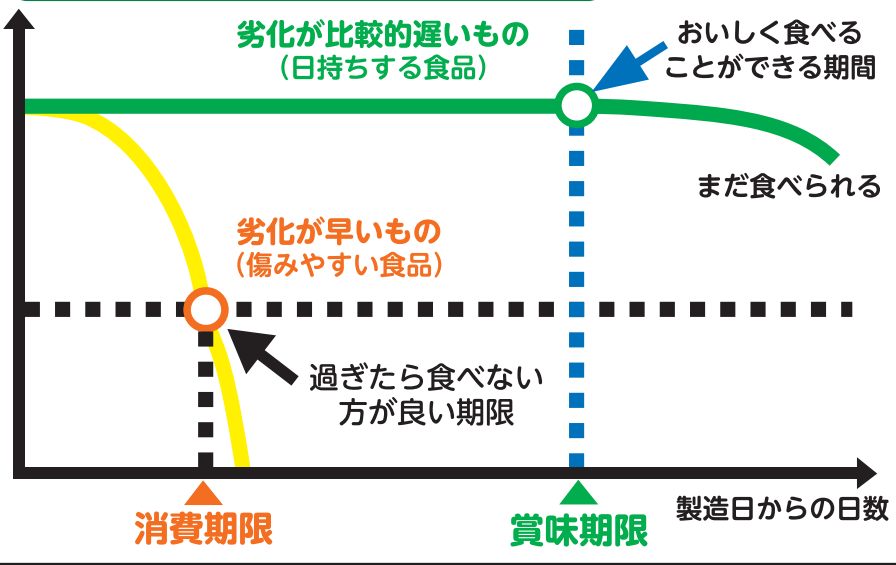 劣化が比較的遅いもの
（日持ちする食品）
おいしく食べる
ことができる期間
まだ食べられる
劣化が早いもの
（傷みやすい食品）
過ぎたら食べない
方が良い期限
消費期限
賞味期限
製造日からの日数